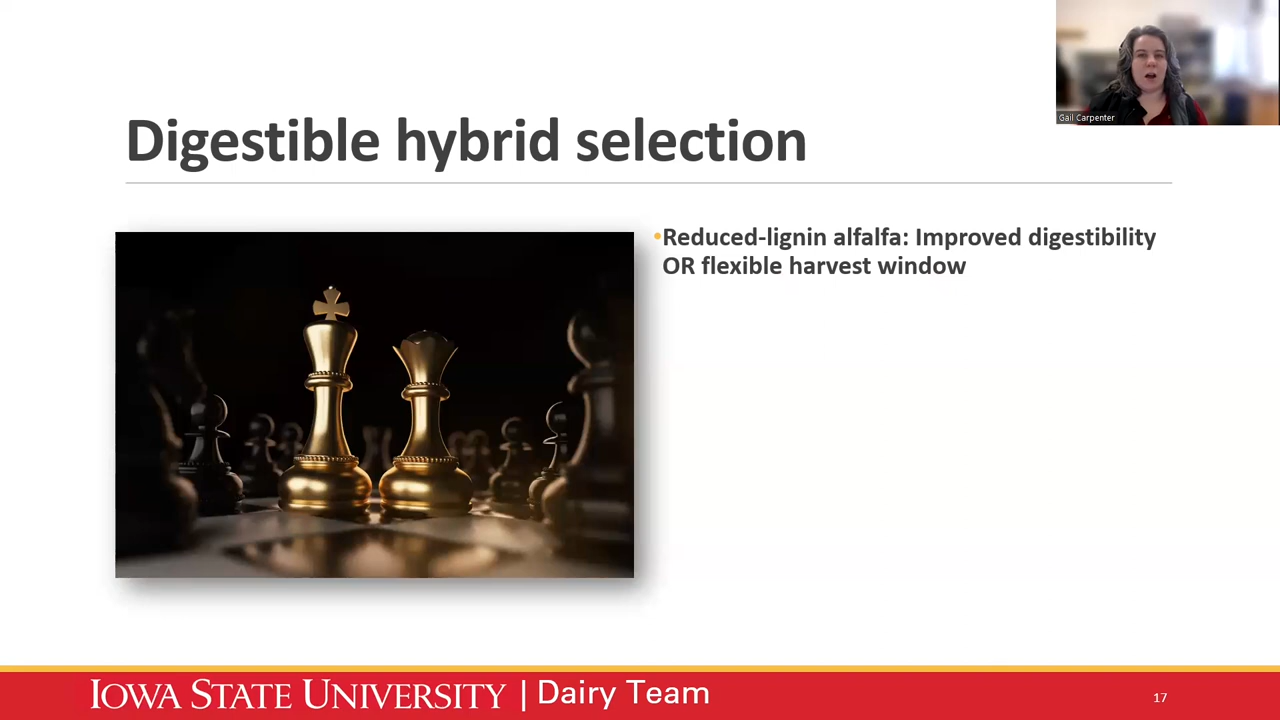 Gail Carpenter
Digestible hybrid selection
•Reduced-lignin alfalfa: Improved digestibility
OR flexible harvest window
IOWA STATE UNIVERSITY | Dairy Team
17